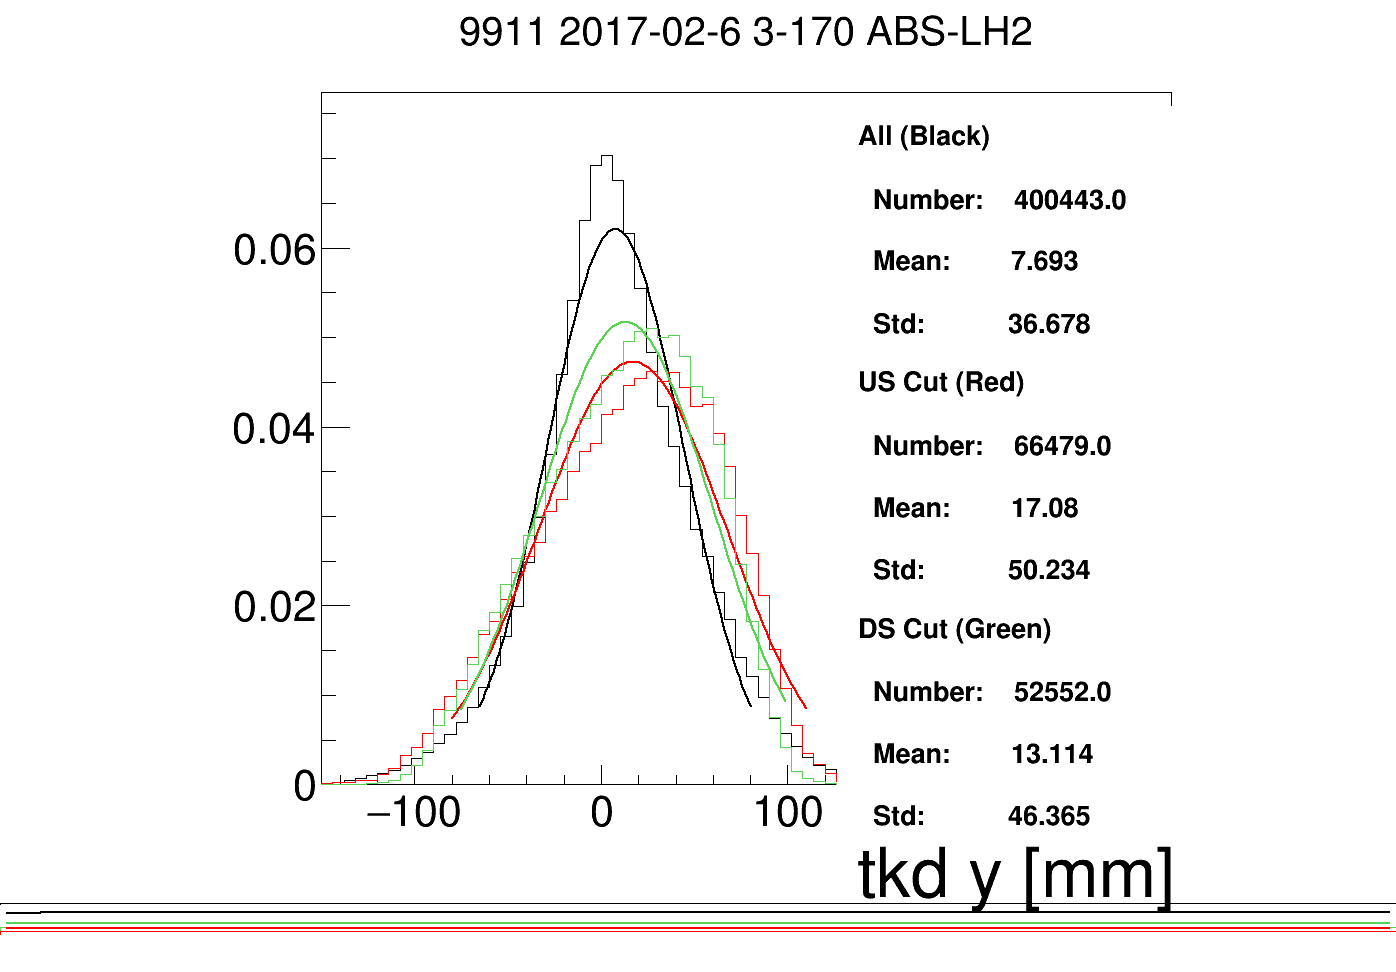 9911 2017-02-6 3-170 ABS-LH2
All (Black)
Number: 400443.0
Mean: 7.693
Std: 36.678
US Cut (Red)
Number: 66479.0
Mean: 17.08
Std: 50.234
DS Cut (Green)
Number: 52552.0
Mean: 13.114
Std: 46.365
0.06
0.04
0.02
0
−100 0 100
tkd y [mm]